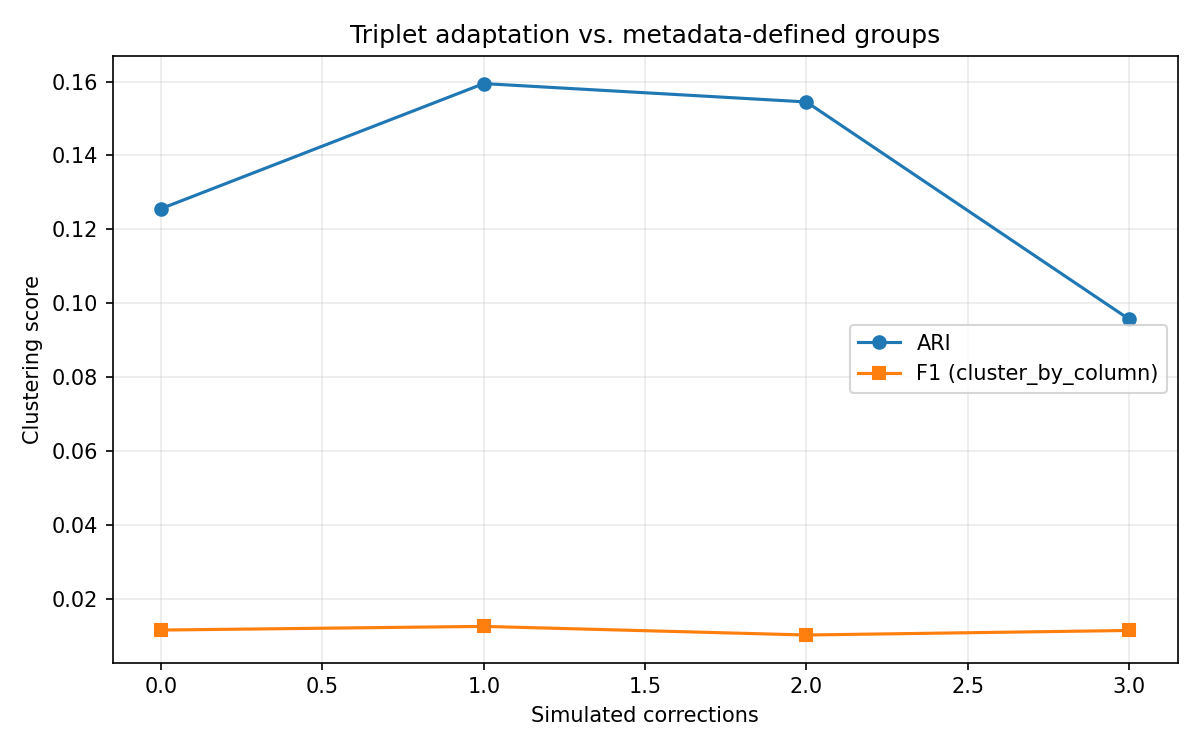 Triplet adaptation vs. metadata-defined groups
Clustering score
0.16
0.14
0.12
0.10
0.08
0.06
0.04
0.02
ARI
F1 (cluster_by_column)
0.0 0.5 1.0 1.5 2.0 2.5 3.0
Simulated corrections